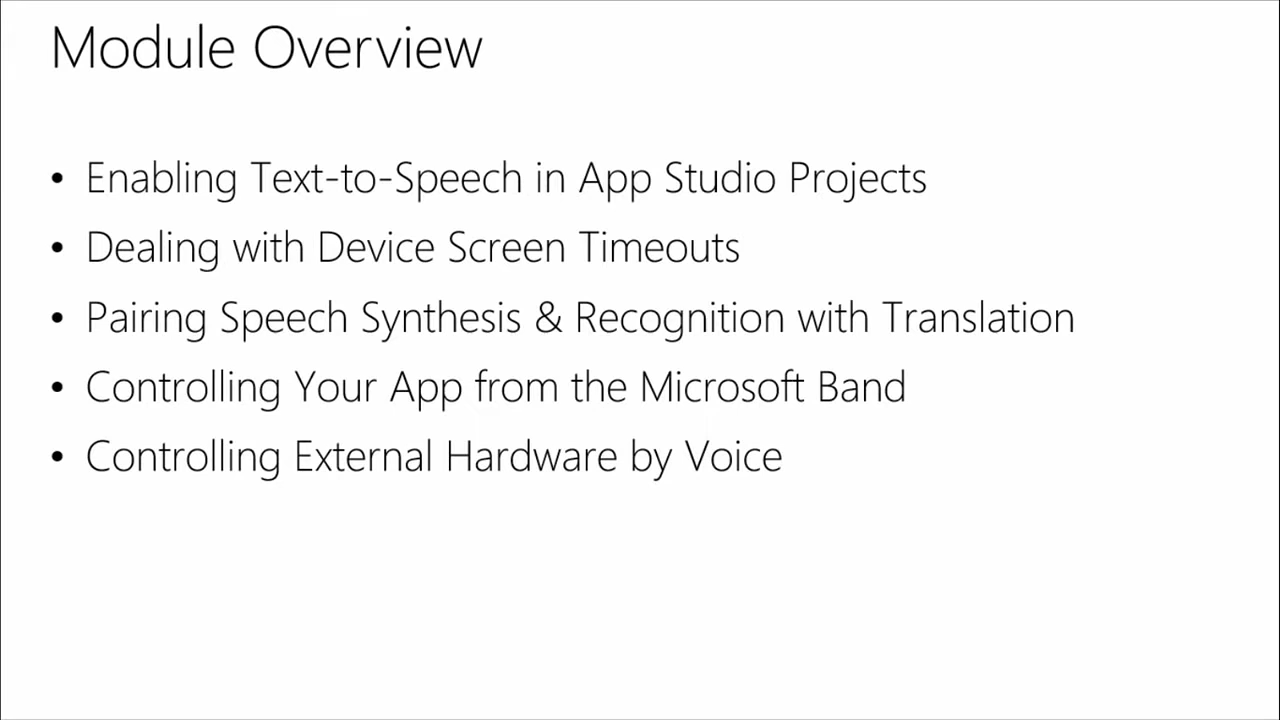 Module Overview
• Enabling Text-to-Speech in App Studio Projects
• Dealing with Device Screen Timeouts
• Pairing Speech Synthesis & Recognition with Translation
• Controlling Your App from the Microsoft Band
• Controlling External Hardware by Voice